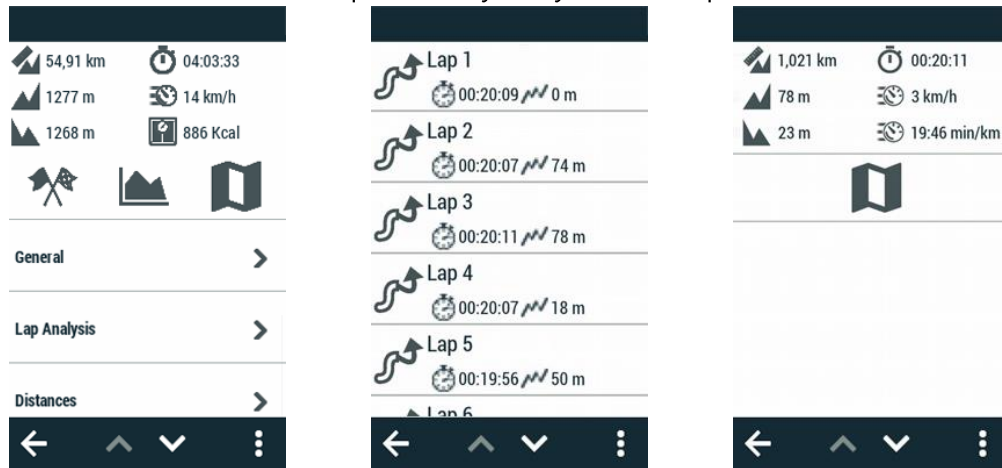 54,91 km 04:03:33
1277 m 14 km/h
1268 m 886 Kcal
General
Lap Analysis
Distances
Lap 1
00:20:09 0 m
Lap 2
00:20:07 74 m
Lap 3
00:20:11 78 m
Lap 4
00:20:07 18 m
Lap 5
00:19:56 50 m
Lap 6
1,021 km 00:20:11
78 m 3 km/h
23 m 19:46 min/km